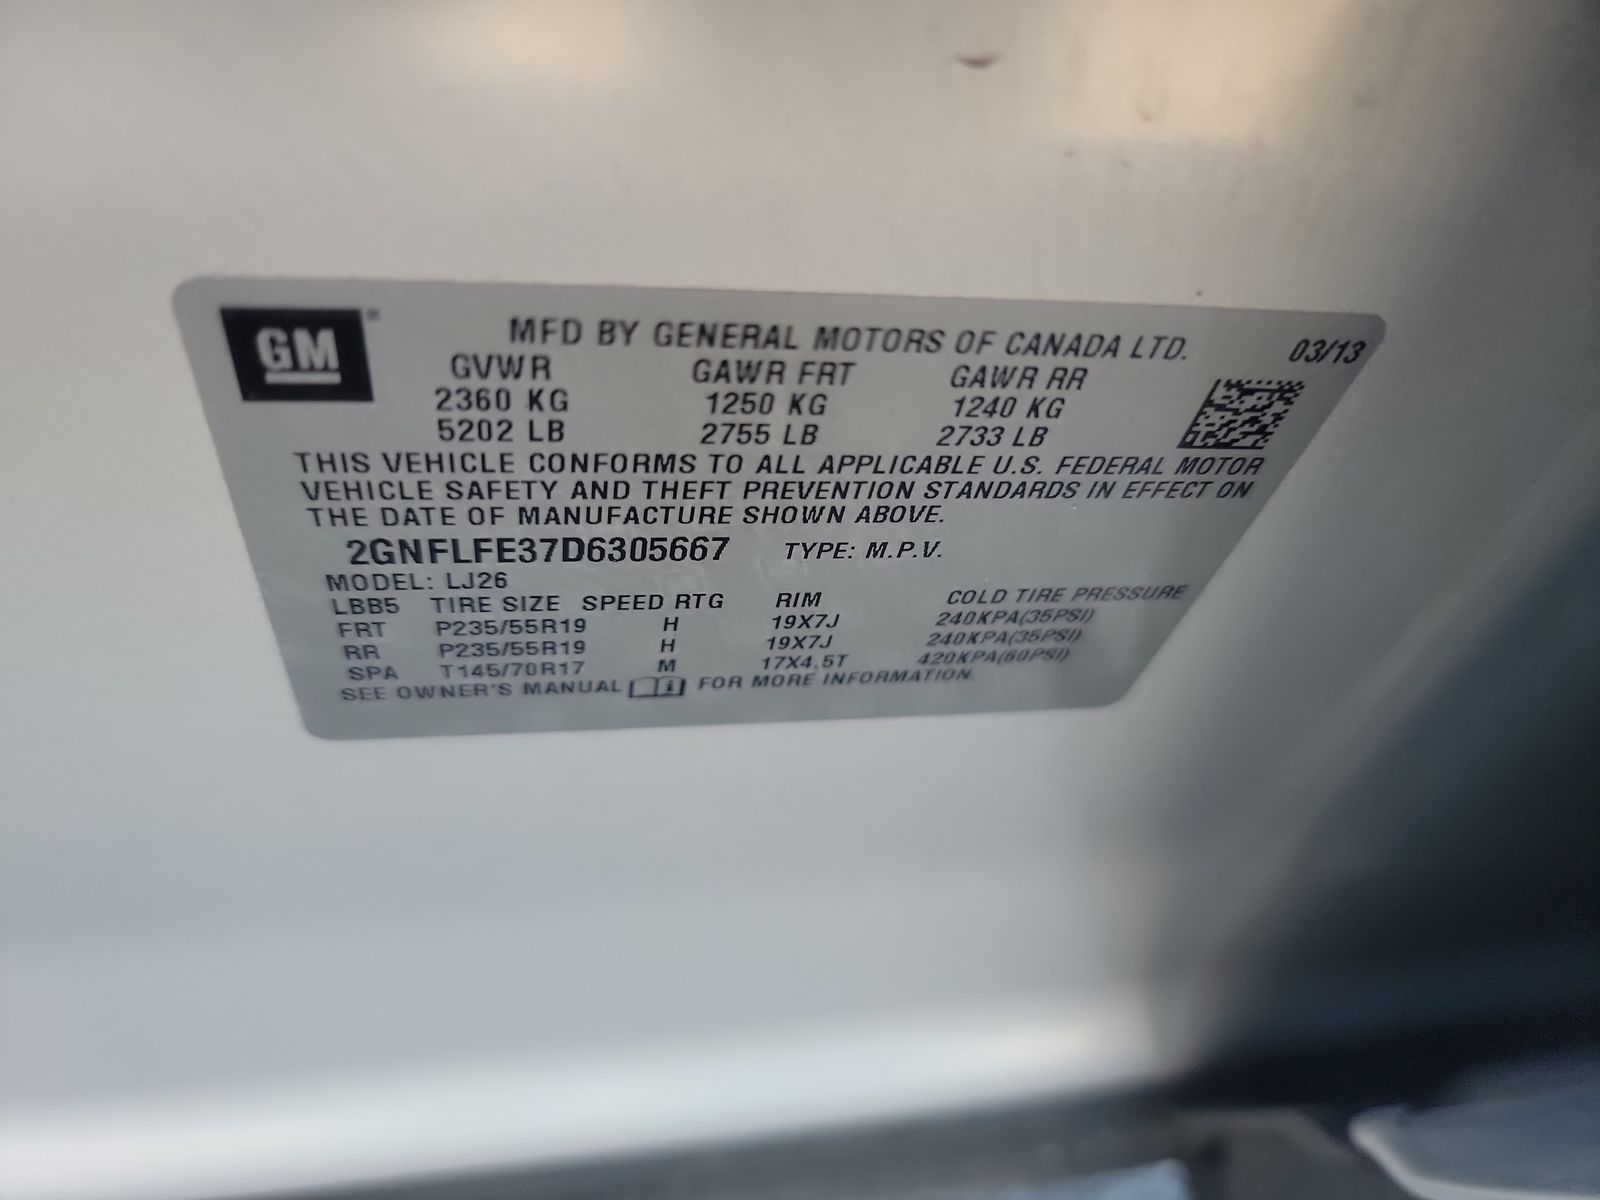 GM®
MFD BY GENERAL MOTORS OF CANADA LTD. 03/13
GVWR GAWR FRT GAWR RR
2360 KG 1250 KG 1240 KG
5202 LB 2755 LB 2733 LB
THIS VEHICLE CONFORMS TO ALL APPLICABLE U.S. FEDERAL MOTOR
VEHICLE SAFETY AND THEFT PREVENTION STANDARDS IN EFFECT ON
THE DATE OF MANUFACTURE SHOWN ABOVE.
2GNFLFE37D6305667 TYPE: M.P.V.
MODEL: LJ26
LBB5 TIRE SIZE SPEED RTG RIM COLD TIRE PRESSURE
FRT P235/55R19 H 19X7J 240KPA(35PSI)
RR P235/55R19 H 19X7J 240KPA(35PSI)
SPA T145/70R17 M 17X4.5T 420KPA(60PSI)
SEE OWNER'S MANUAL FOR MORE INFORMATION.